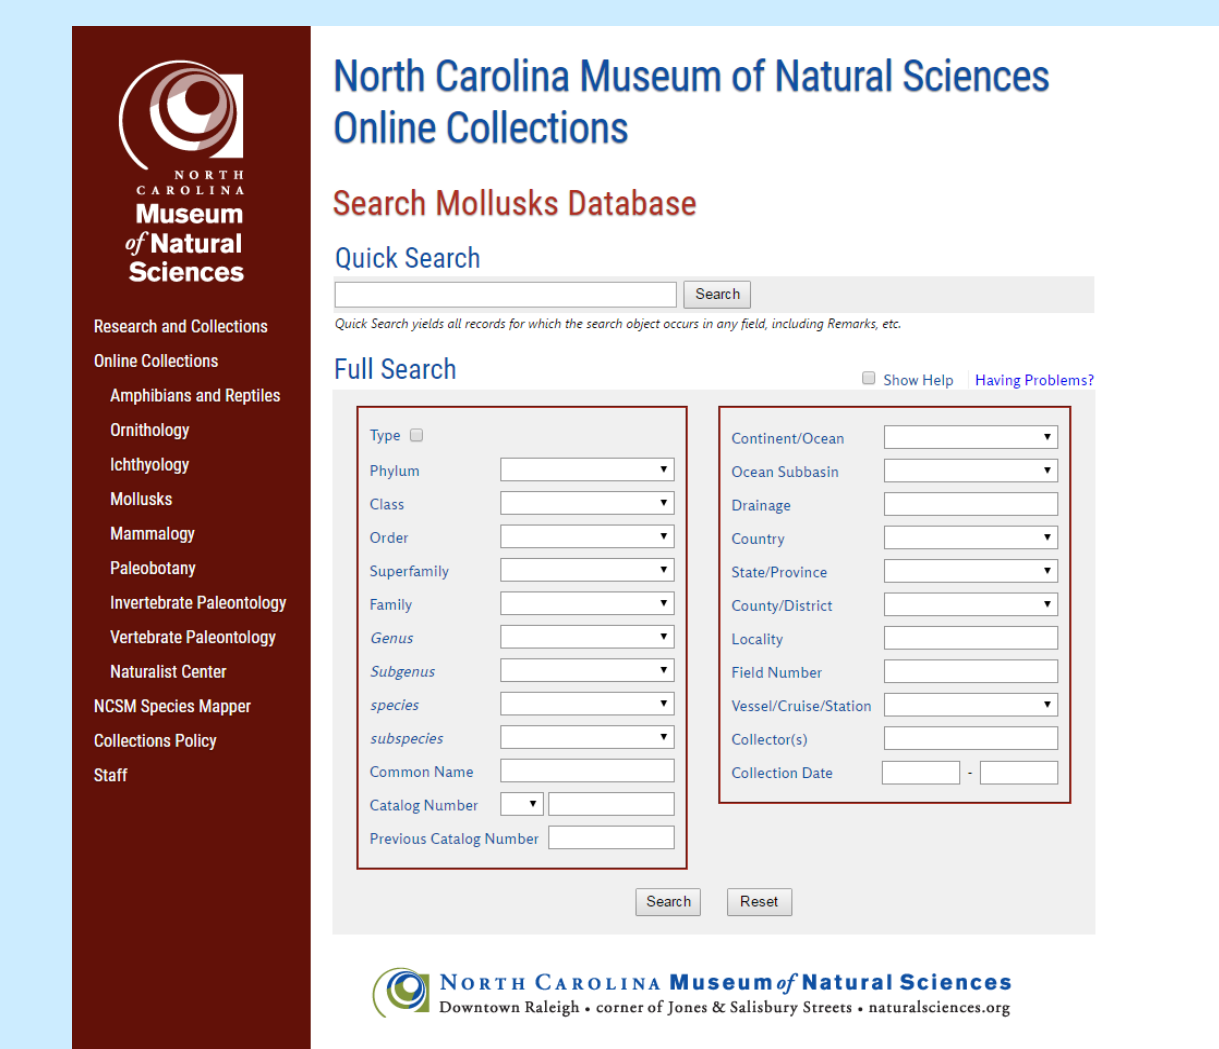 NORTH
CAROLINA
Museum
of Natural
Sciences
Research and Collections
Online Collections
Amphibians and Reptiles
Ornithology
Ichthyology
Mollusks
Mammalogy
Paleobotany
Invertebrate Paleontology
Vertebrate Paleontology
Naturalist Center
NCSM Species Mapper
Collections Policy
Staff
North Carolina Museum of Natural Sciences
Online Collections
Search Mollusks Database
Quick Search
Search
Quick Search yields all records for which the search object occurs in any field, including Remarks, etc.
Full Search
Show Help Having Problems?
Type
Phylum
Class
Order
Superfamily
Family
Genus
Subgenus
species
subspecies
Common Name
Catalog Number
Previous Catalog Number
Continent/Ocean
Ocean Subbasin
Drainage
Country
State/Province
County/District
Locality
Field Number
Vessel/Cruise/Station
Collector(s)
Collection Date -
Search Reset
NORTH CAROLINA Museum of Natural Sciences
Downtown Raleigh • corner of Jones & Salisbury Streets • naturalsciences.org